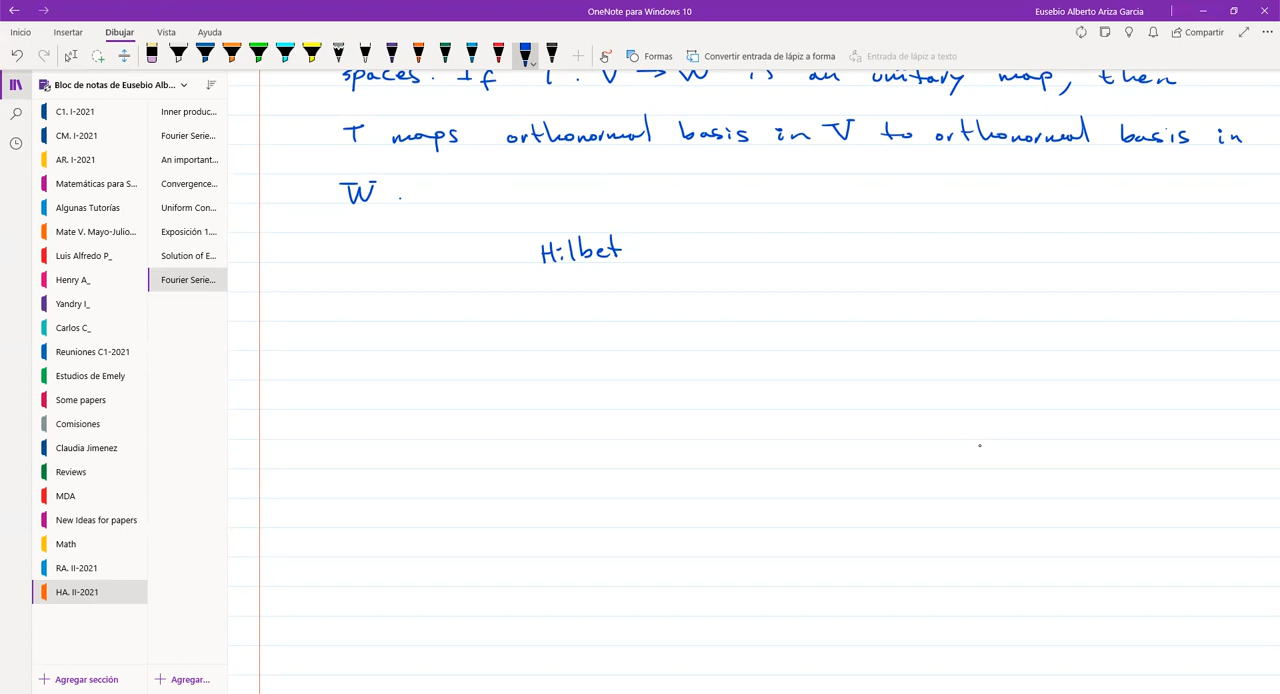 OneNote para Windows 10
Eusebio Alberto Ariza Garcia
Inicio Insertar Dibujar Vista Ayuda
Compartir
Formas Convertir entrada de lápiz a forma Entrada de lápiz a texto
Bloc de notas de Eusebio Alb...
C1. I-2021
CM. I-2021
AR. I-2021
Matemáticas para S...
Algunas Tutorías
Mate V. Mayo-Julio...
Luis Alfredo P_
Henry A_
Yandry I_
Carlos C_
Reuniones C1-2021
Estudios de Emely
Some papers
Comisiones
Claudia Jimenez
Reviews
MDA
New Ideas for papers
Math
RA. II-2021
HA. II-2021
Agregar sección
Inner produc...
Fourier Serie...
An important...
Convergence...
Uniform Con...
Exposición 1....
Solution of E...
Fourier Serie...
Agregar...
spaces. If T : V → W is an unitary map, then
T maps orthonormal basis in V to orthonormal basis in
W .
Hilbet